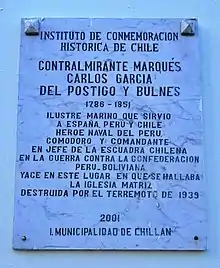 INSTITUTO DE CONMEMORACION
HISTORICA DE CHILE
CONTRALMIRANTE MARQUÉS
CARLOS GARCIA
DEL POSTIGO Y BULNES
1786 - 1851
ILUSTRE MARINO, QUE SIRVIO
A ESPAÑA, PERU Y CHILE
HEROE NAVAL DEL PERU.
COMODORO Y COMANDANTE
EN JEFE DE LA ESCUADRA CHILENA
EN LA GUERRA CONTRA LA CONFEDERACION
PERU. BOLIVIANA.
YACE EN ESTE LUGAR, EN QUE SE HALLABA
LA IGLESIA MATRIZ
DESTRUIDA POR EL TERREMOTO DE 1939
2001
I. MUNICIPALIDAD DE CHILLÁN